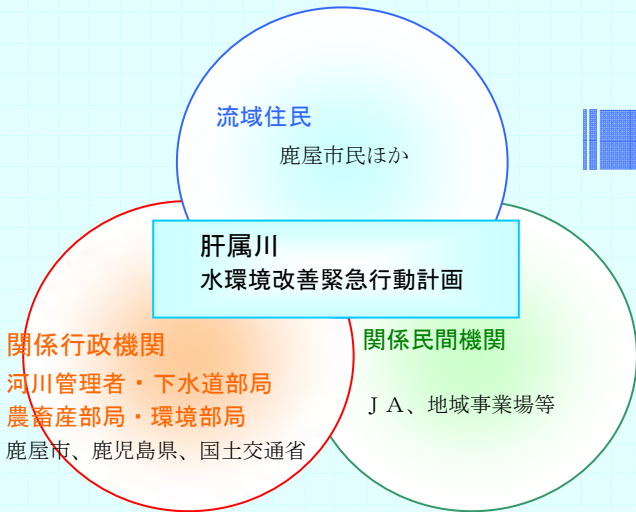 流域住民
鹿屋市民ほか
肝属川
水環境改善緊急行動計画
関係行政機関
河川管理者・下水道部局
農畜産部局・環境部局
鹿屋市、鹿児島県、国土交通省
関係民間機関
ＪＡ、地域事業場等